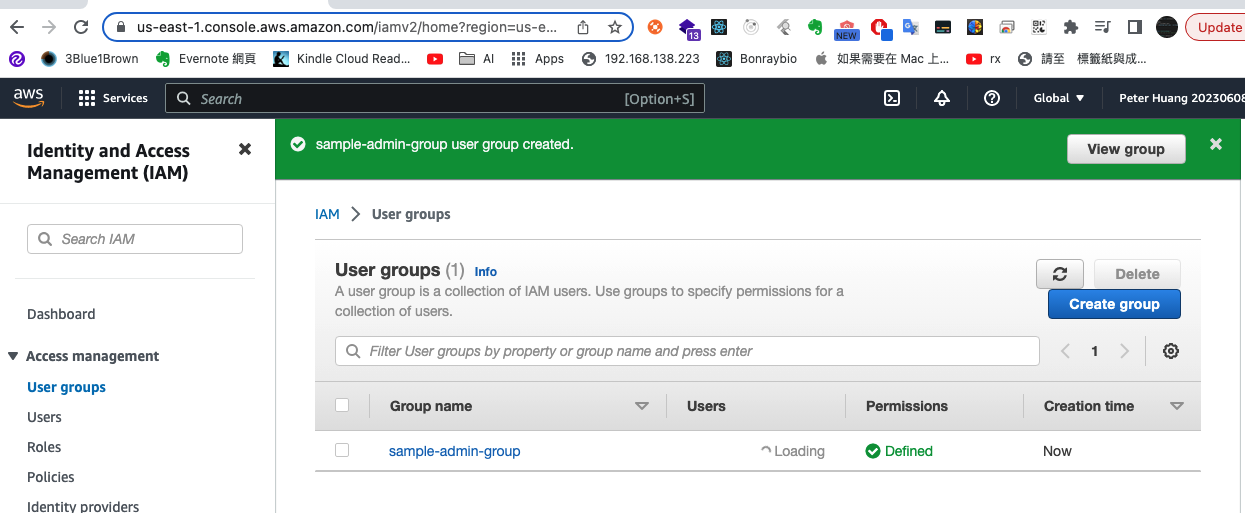 us-east-1.console.aws.amazon.com/iamv2/home?region=us-e...
13
NEW
Update
3Blue1Brown
Evernote 網頁
Kindle Cloud Read...
AI
Apps
192.168.138.223
Bonraybio
如果需要在 Mac 上...
rx
請至 標籤紙與成...
aws
Services
Search
[Option+S]
Global
Peter Huang 20230608
Identity and Access Management (IAM)
Search IAM
Dashboard
Access management
User groups
Users
Roles
Policies
Identity providers
sample-admin-group user group created.
View group
IAM
User groups
User groups (1) Info
A user group is a collection of IAM users. Use groups to specify permissions for a
collection of users.
Delete
Create group
Filter User groups by property or group name and press enter
1
Group name
Users
Permissions
Creation time
sample-admin-group
Loading
Defined
Now